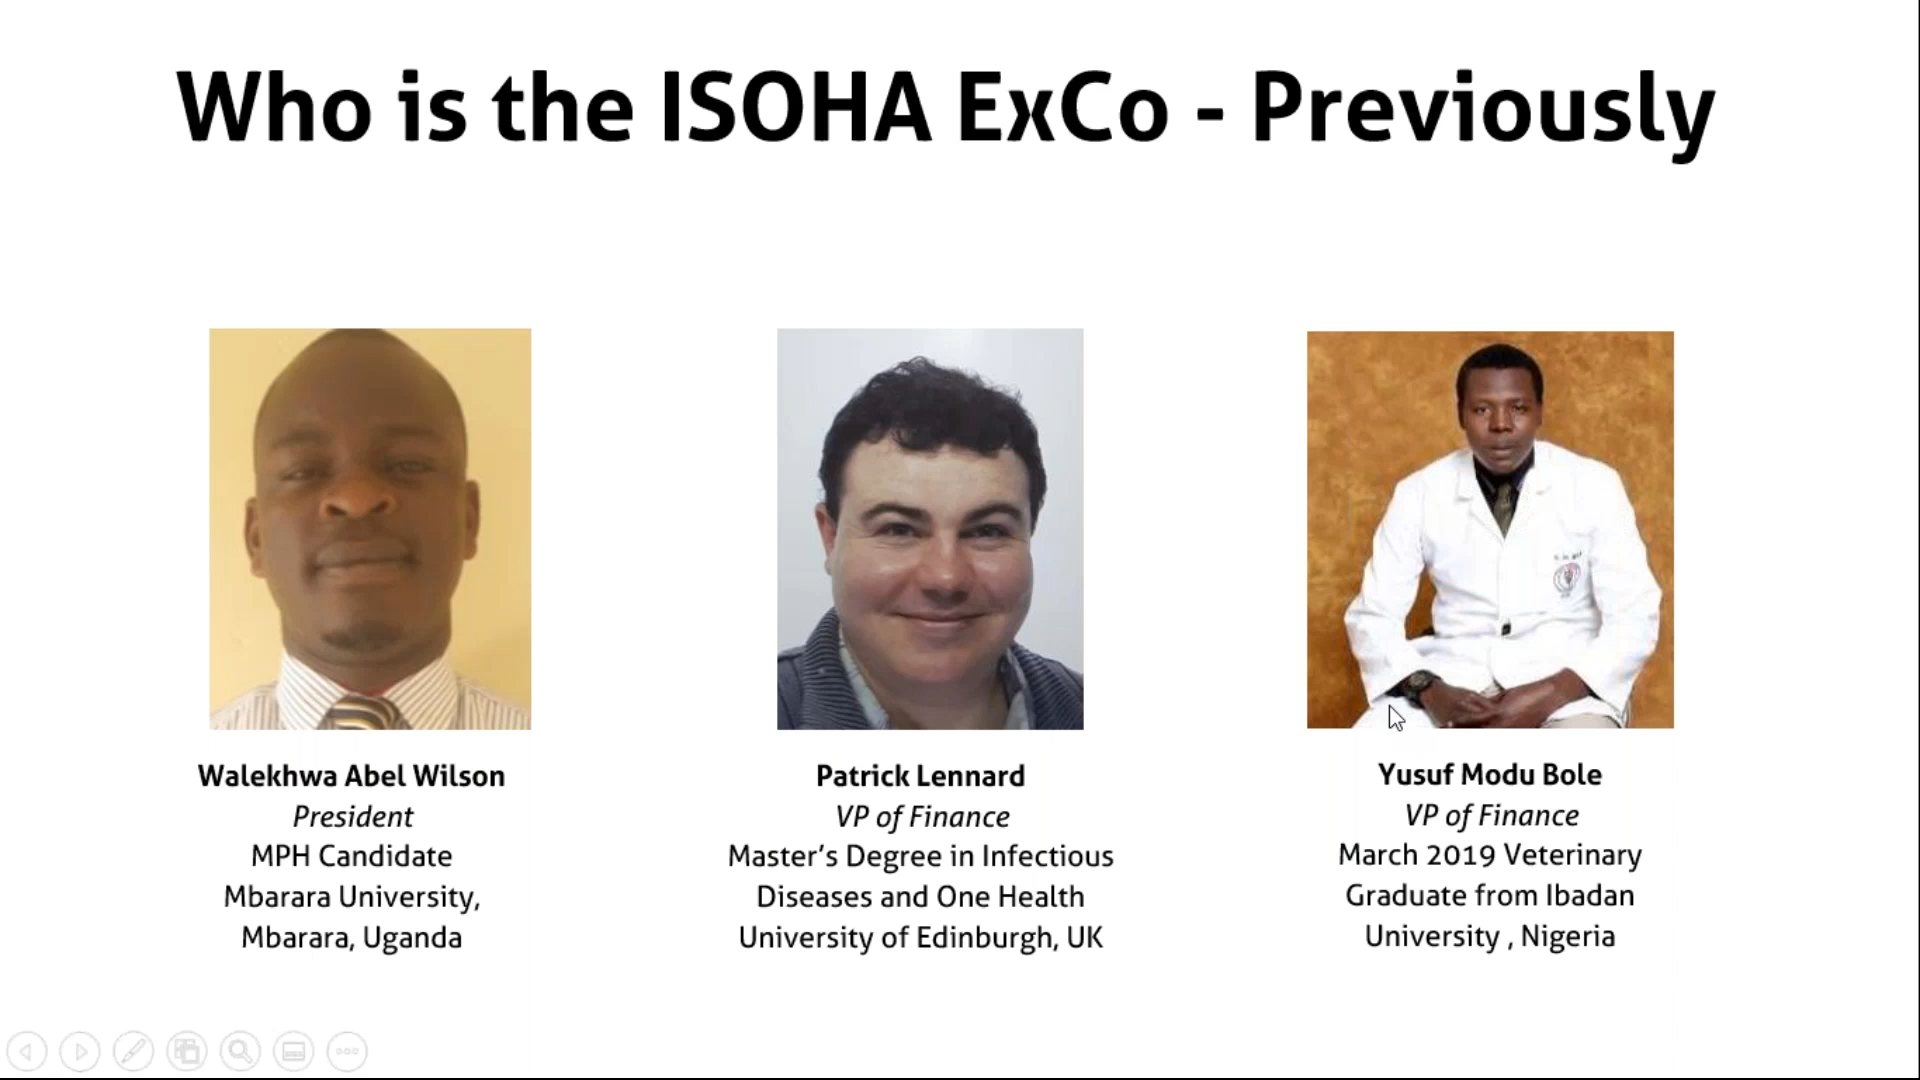 Who is the ISOHA ExCo - Previously
Walekhwa Abel Wilson
President
MPH Candidate
Mbarara University,
Mbarara, Uganda
Patrick Lennard
VP of Finance
Master’s Degree in Infectious
Diseases and One Health
University of Edinburgh, UK
Yusuf Modu Bole
VP of Finance
March 2019 Veterinary
Graduate from Ibadan
University , Nigeria